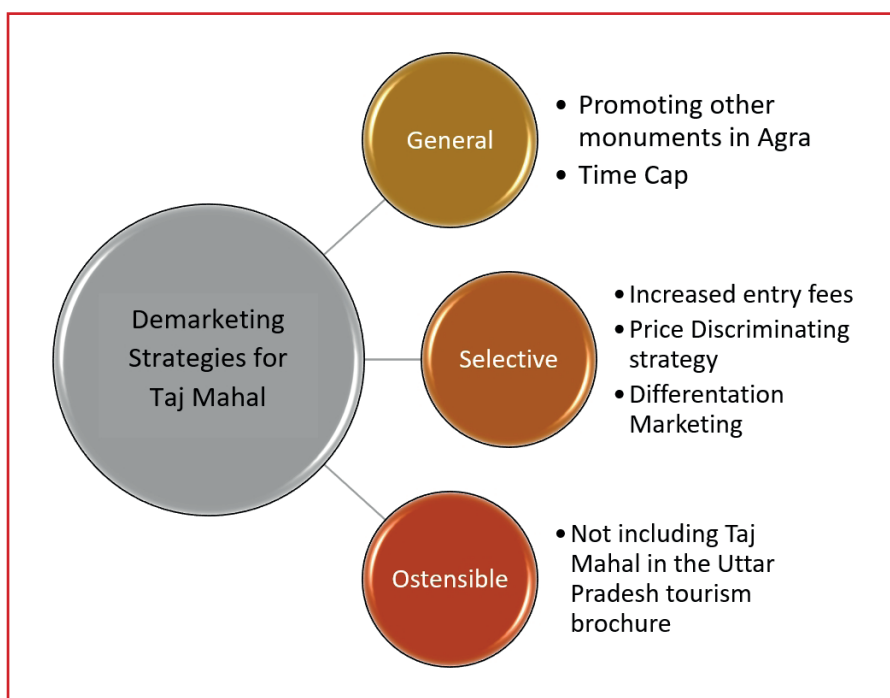 General
• Promoting other
monuments in Agra
• Time Cap
Demarketing
Strategies for
Taj Mahal
Selective
• Increased entry fees
• Price Discriminating
strategy
• Differentation
Marketing
Ostensible
• Not including Taj
Mahal in the Uttar
Pradesh tourism
brochure